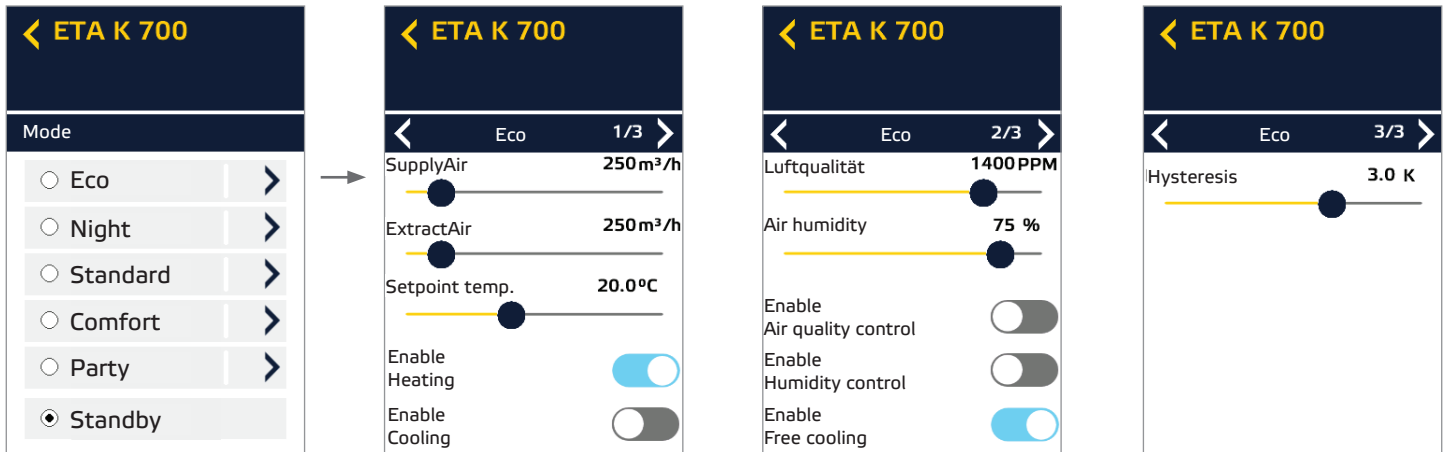 ETA K 700
Mode
Eco
Night
Standard
Comfort
Party
Standby
ETA K 700
Eco 1/3
SupplyAir 250 m³/h
ExtractAir 250 m³/h
Setpoint temp. 20.0ºC
Enable
Heating
Enable
Cooling
ETA K 700
Eco 2/3
Luftqualität 1400 PPM
Air humidity 75 %
Enable
Air quality control
Enable
Humidity control
Enable
Free cooling
ETA K 700
Eco 3/3
Hysteresis 3.0 K